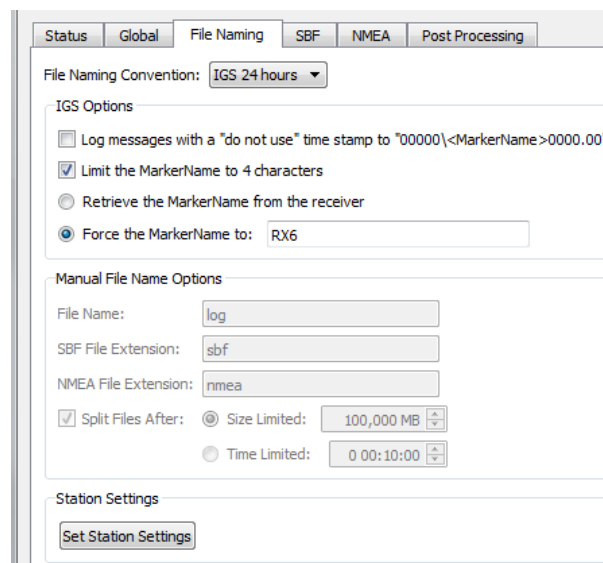 Status Global File Naming SBF NMEA Post Processing
File Naming Convention: IGS 24 hours
IGS Options
Log messages with a "do not use" time stamp to "00000\<MarkerName>0000.00
Limit the MarkerName to 4 characters
Retrieve the MarkerName from the receiver
Force the MarkerName to: RX6
Manual File Name Options
File Name: log
SBF File Extension: sbf
NMEA File Extension: nmea
Split Files After: Size Limited: 100,000 MB
Time Limited: 0 00:10:00
Station Settings
Set Station Settings